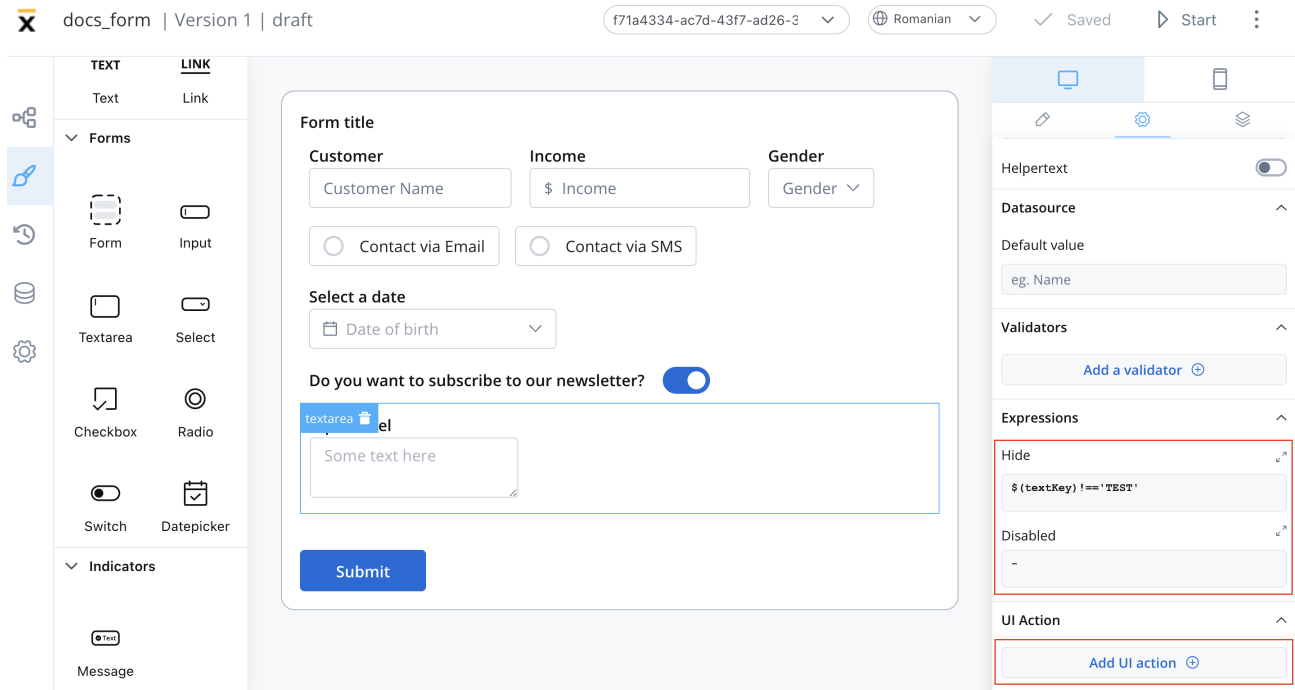 docs_form | Version 1 | draft
f71a4334-ac7d-43f7-ad26-3
Romanian
Saved
Start
TEXT
LINK
Text
Link
Forms
Form
Input
Textarea
Select
Checkbox
Radio
Switch
Datepicker
Indicators
Text
Message
Form title
Customer
Income
Gender
Customer Name
$ Income
Gender
Contact via Email
Contact via SMS
Select a date
Date of birth
Do you want to subscribe to our newsletter?
textarea
el
Some text here
Submit
Helpertext
Datasource
Default value
eg. Name
Validators
Add a validator
Expressions
Hide
$(textKey)!=='TEST'
Disabled
-
UI Action
Add UI action